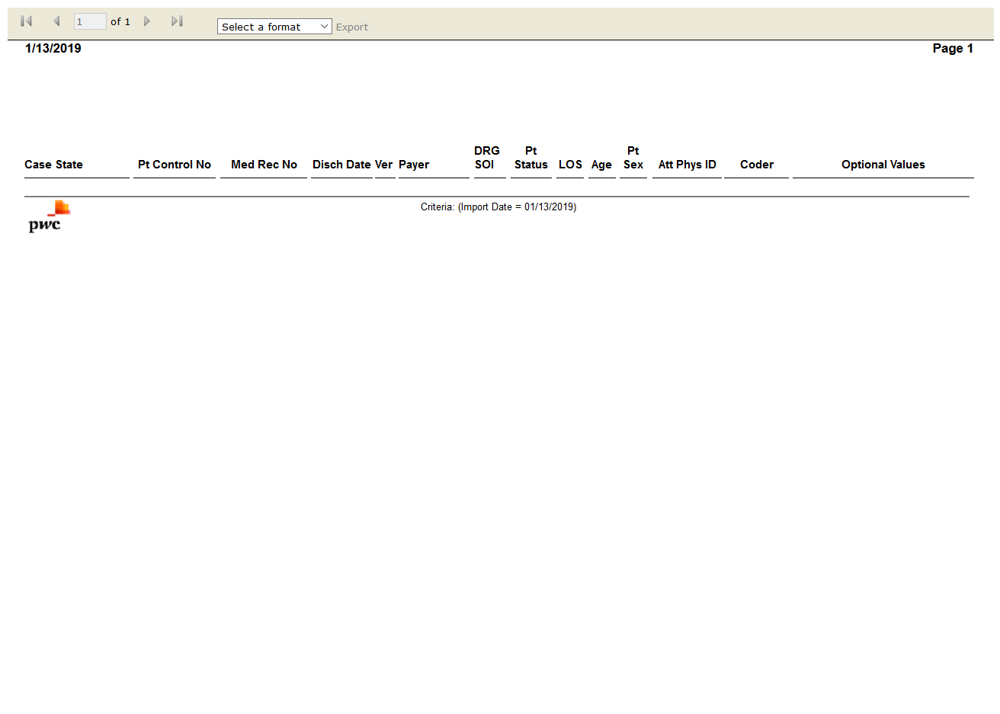 1 of 1 Select a format Export
1/13/2019 Page 1
DRG Pt Pt
Case State Pt Control No Med Rec No Disch Date Ver Payer SOI Status LOS Age Sex Att Phys ID Coder Optional Values
Criteria: (Import Date = 01/13/2019)
pwc